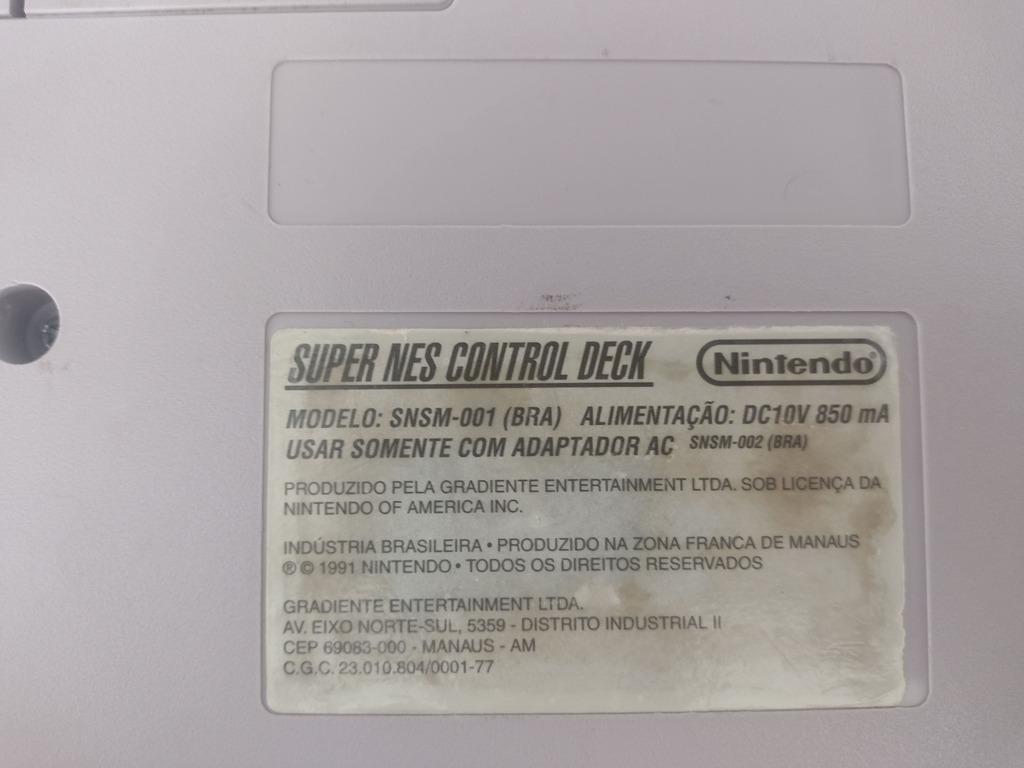 SUPER NES CONTROL DECK Nintendo®
MODELO: SNSM-001 (BRA) ALIMENTAÇÃO: DC10V 850 mA
USAR SOMENTE COM ADAPTADOR AC SNSM-002 (BRA)
PRODUZIDO PELA GRADIENTE ENTERTAINMENT LTDA. SOB LICENÇA DA
NINTENDO OF AMERICA INC.
INDÚSTRIA BRASILEIRA • PRODUZIDO NA ZONA FRANCA DE MANAUS
® © 1991 NINTENDO • TODOS OS DIREITOS RESERVADOS
GRADIENTE ENTERTAINMENT LTDA.
AV. EIXO NORTE-SUL, 5359 - DISTRITO INDUSTRIAL II
CEP 69083-000 - MANAUS - AM
C.G.C. 23.010.804/0001-77